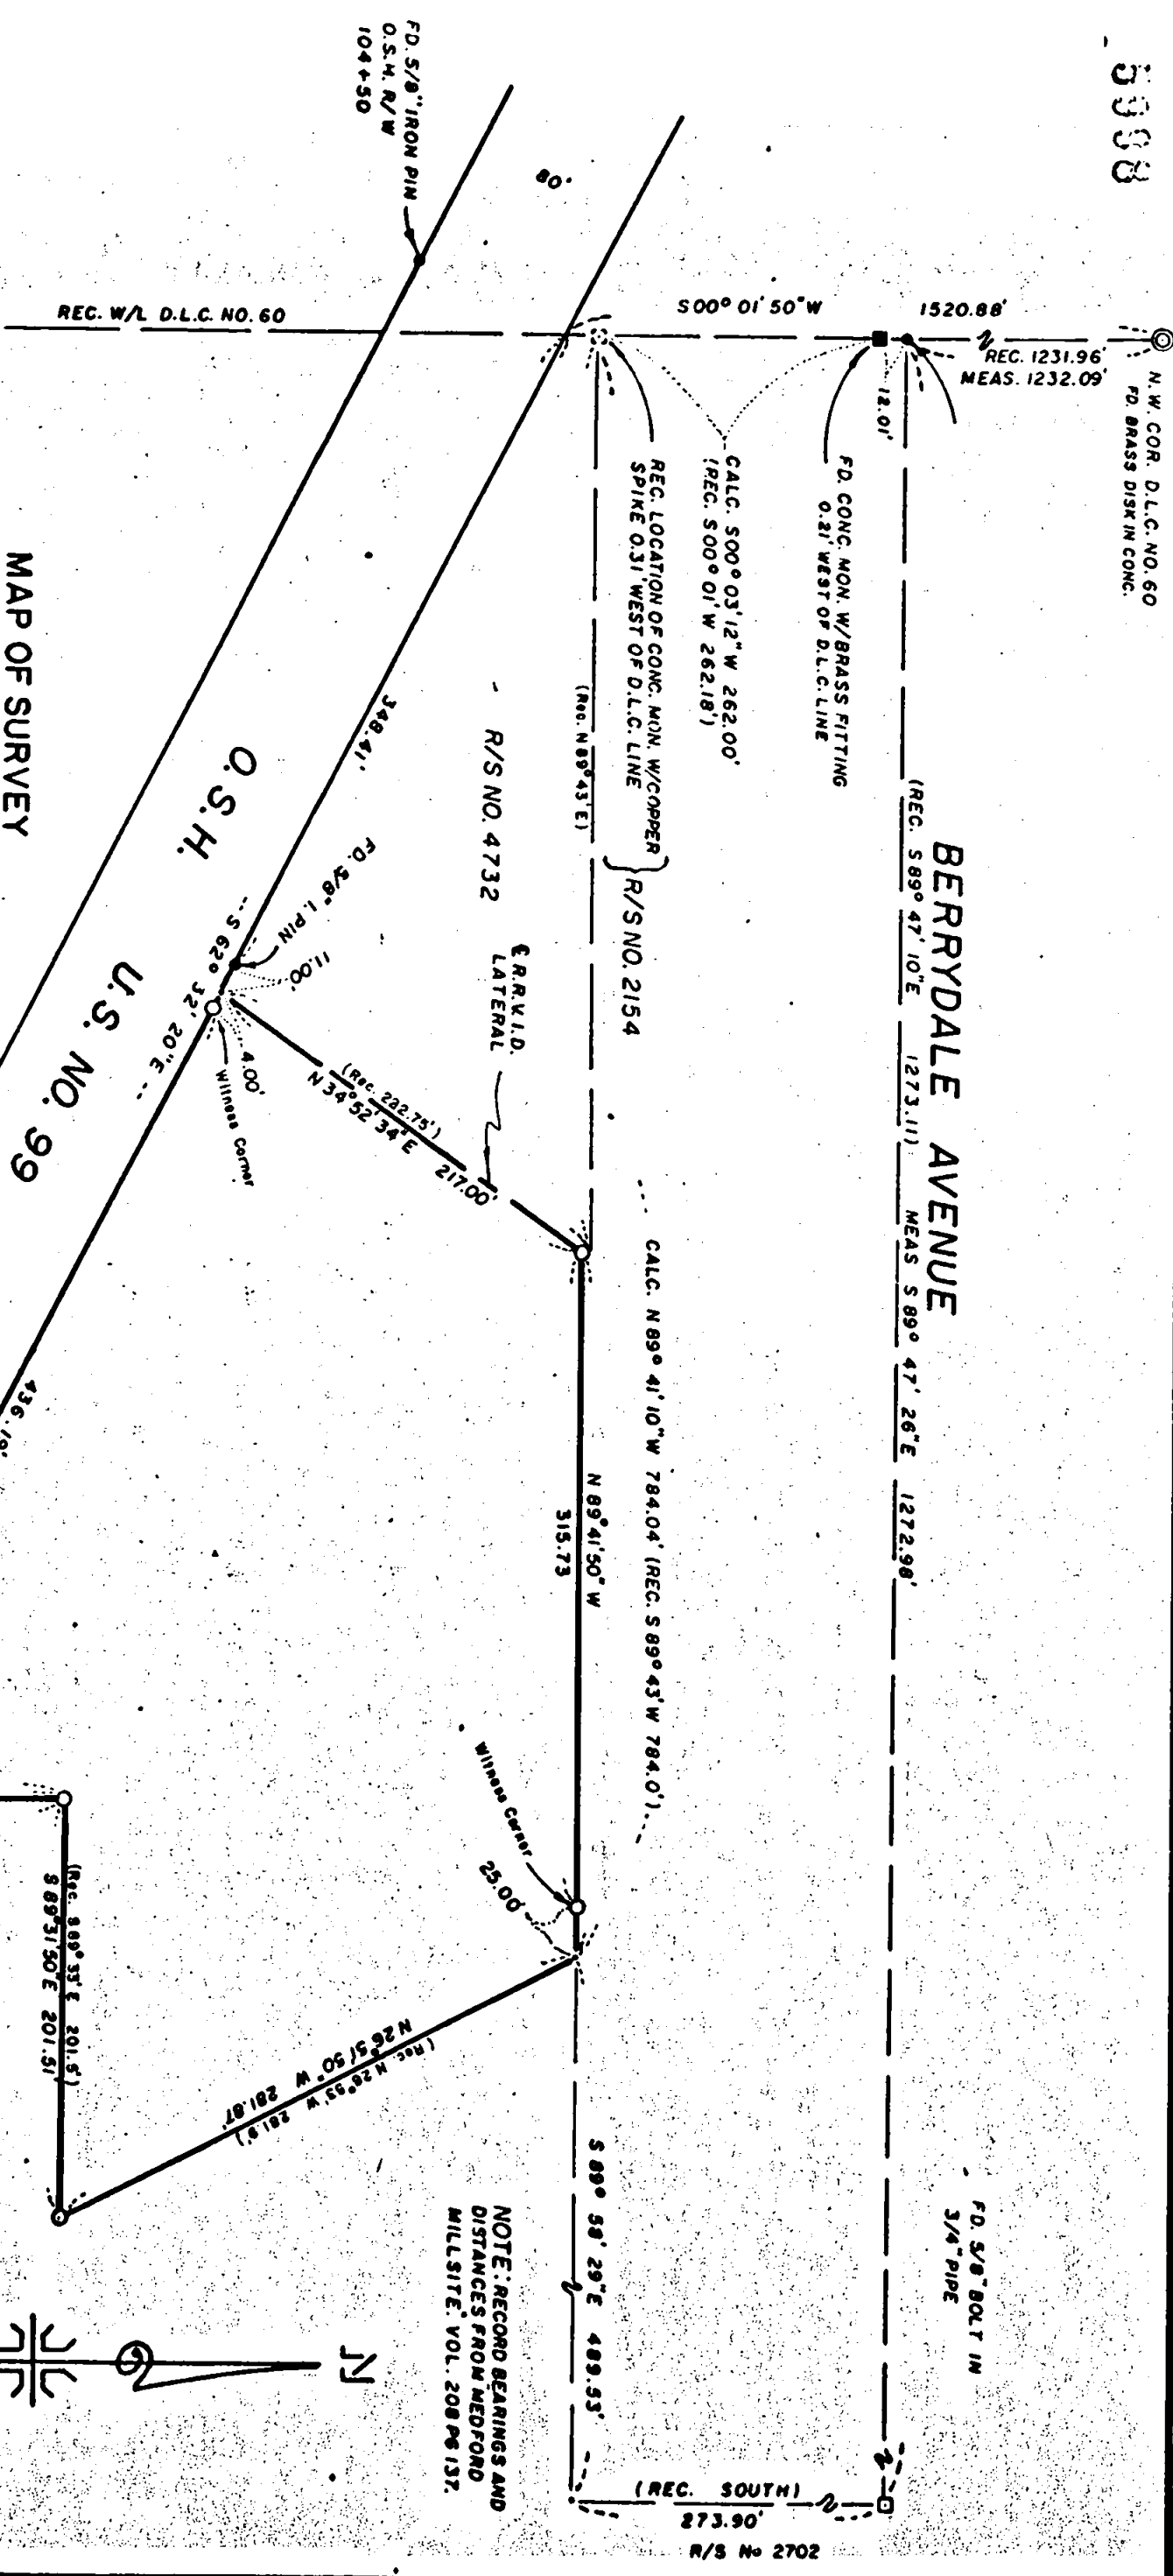 5998
N.W. COR. D.L.C. NO. 60
FD. BRASS DISK IN CONC.
1520.88'
REC. 1231.96'
MEAS. 1232.09'
S 00° 01' 50" W
12.01'
REC. W/L D.L.C. NO. 60
FD. 5/8" IRON PIN
O.S.H. R/W
104+50
80'
FD. CONC. MON. W/BRASS FITTING
0.21' WEST OF D.L.C. LINE
CALC. S 00° 03' 12" W 262.00'
(REC. S 00° 01' W 262.18')
REC. LOCATION OF CONC. MON. W/COPPER
SPIKE 0.31' WEST OF D.L.C. LINE
R/S NO. 2154
BERRYDALE AVENUE
(REC. S 89° 47' 10" E 1273.11) MEAS S 89° 47' 26" E 1272.98'
FD. 5/8" BOLT IN
3/4" PIPE
(Rec. N 89° 43' E)
R/S NO. 4732
CALC. N 89° 41' 10" W 784.04' (REC. S 89° 43' W 784.0')
℄ R.R.V.I.D.
LATERAL
N 89° 41' 50" W
315.73
Witness Corner
25.00'
S 89° 58' 29" E 489.53'
(REC. SOUTH)
273.90'
R/S No 2702
348.41'
FD. 5/8" I. PIN
11.00'
4.00'
Witness Corner
(Rec. 222.75')
N 34° 52' 34" E 217.00'
S 62° 32' 20" E
O.S.H. U.S. NO. 99
N 26° 51' 50" W 281.87'
(Rec. N 26° 53' W 281.9')
(Rec. S 89° 33' E 201.5')
S 89° 31' 50" E 201.51'
NOTE: RECORD BEARINGS AND
DISTANCES FROM MEDFORD
MILLSITE, VOL. 208 PG 137.
N
MAP OF SURVEY